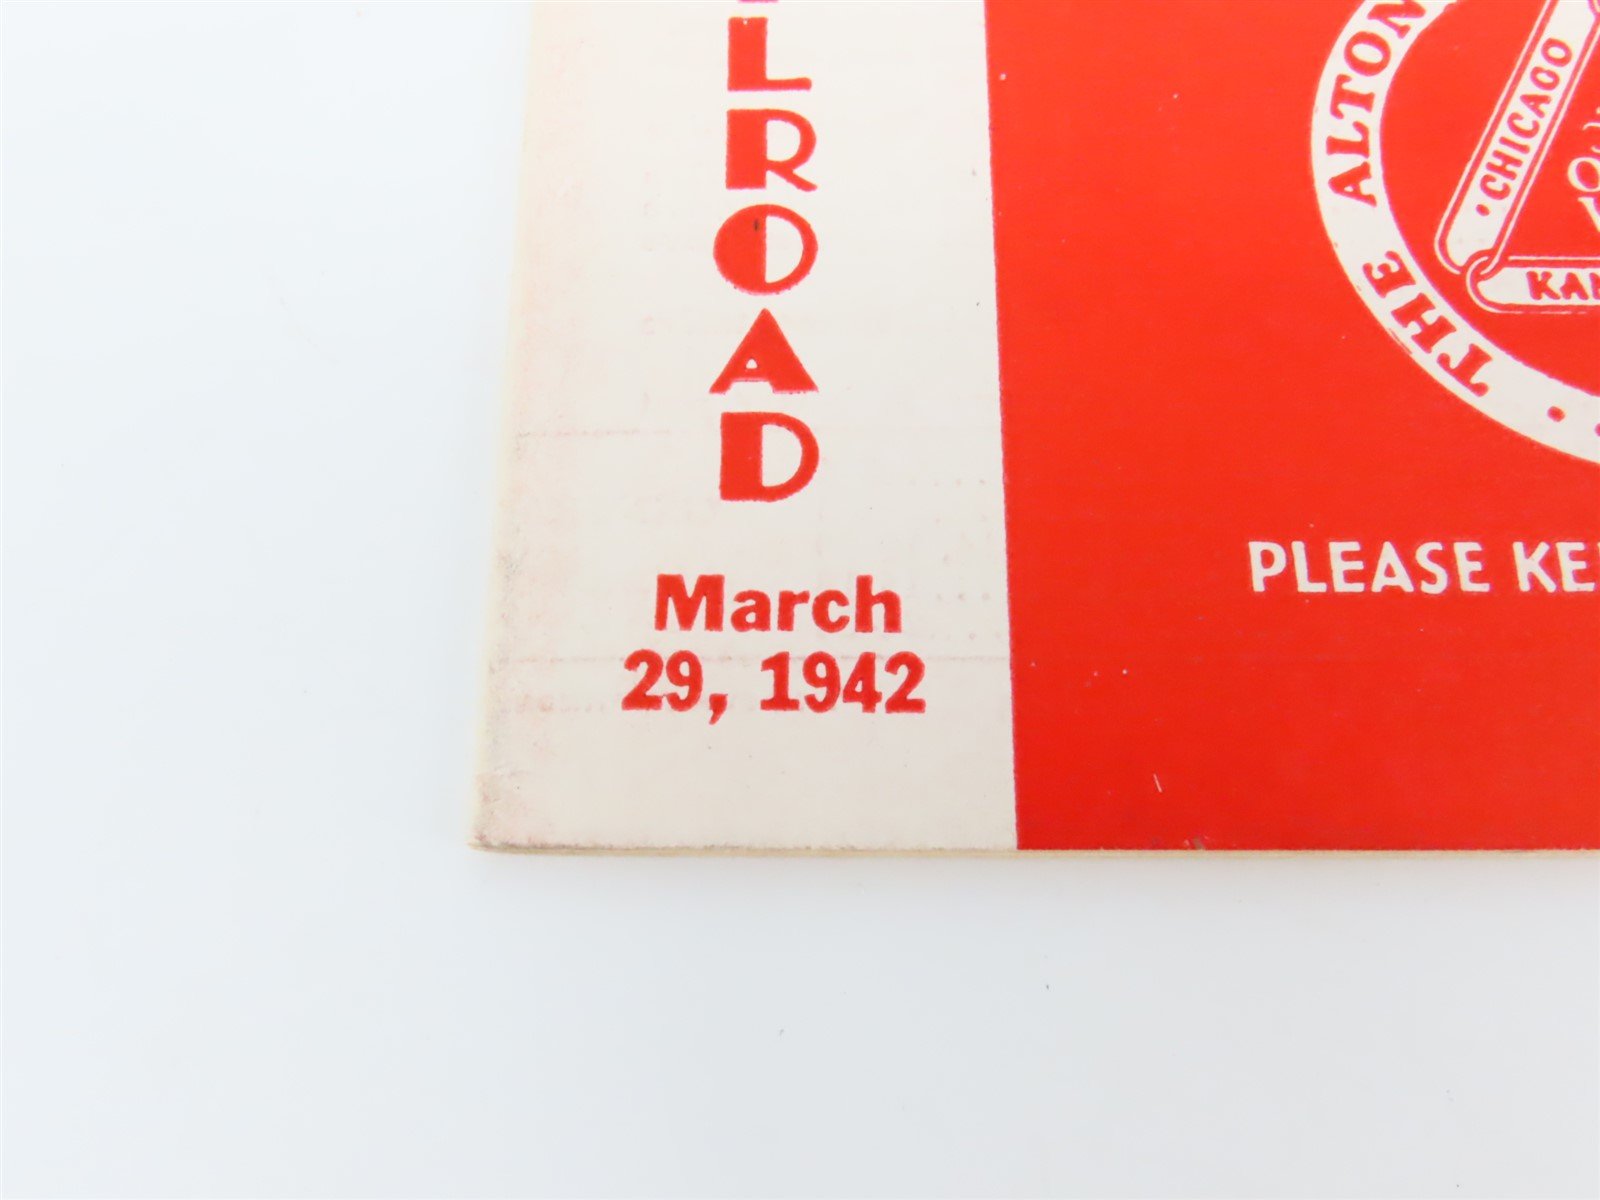 LROAD
March
29, 1942
THE ALTON
CHICAGO
KAN
PLEASE KE